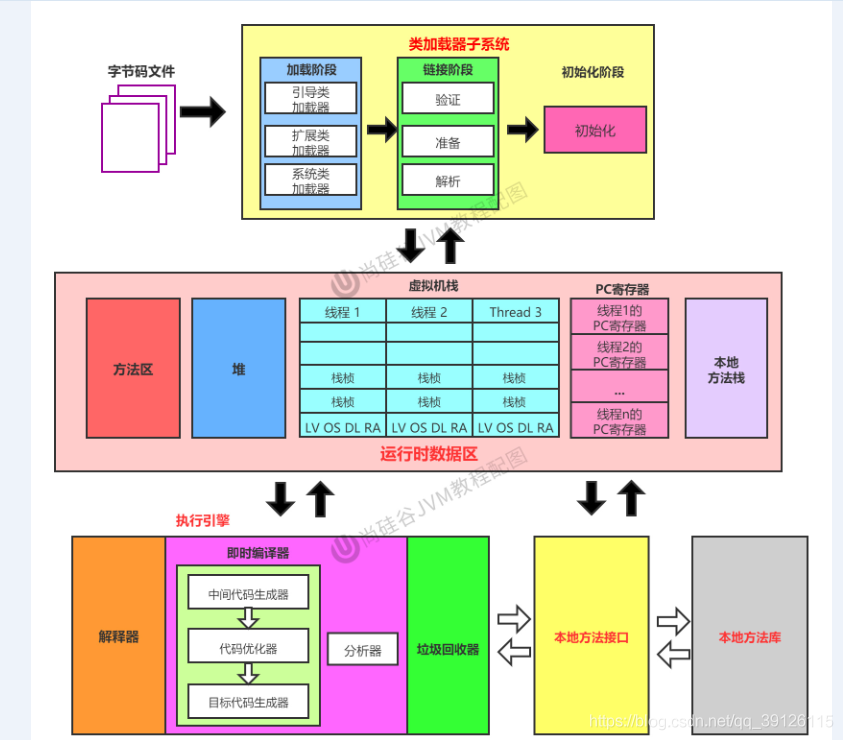 类加载器子系统
字节码文件
加载阶段
链接阶段
初始化阶段
引导类
加载器
扩展类
加载器
系统类
加载器
验证
准备
解析
初始化
尚硅谷JVM教程配图
虚拟机栈
PC寄存器
方法区
堆
线程 1
线程 2
Thread 3
栈桢
栈桢
栈桢
栈桢
栈桢
栈桢
LV OS DL RA
LV OS DL RA
LV OS DL RA
线程1的
PC寄存器
线程2的
PC寄存器
...
线程n的
PC寄存器
本地
方法栈
运行时数据区
尚硅谷JVM教程配图
执行引擎
解释器
即时编译器
中间代码生成器
代码优化器
目标代码生成器
分析器
垃圾回收器
本地方法接口
本地方法库
https://blog.csdn.net/qq_39126115